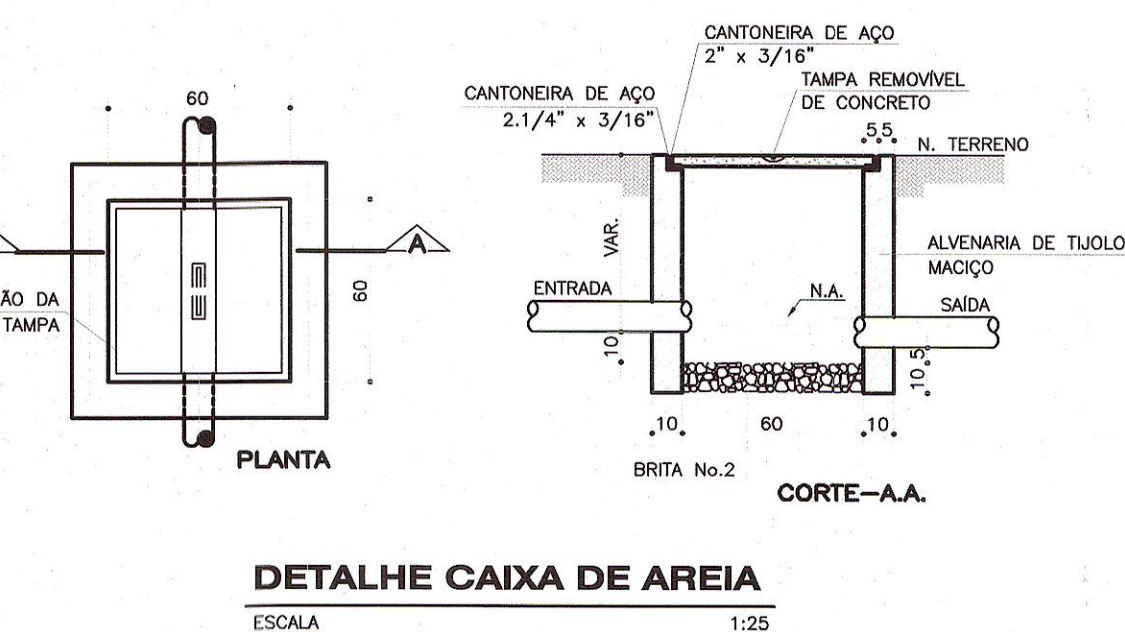 60
A
60
ÃO DA
TAMPA
PLANTA
CANTONEIRA DE AÇO
2" x 3/16"
CANTONEIRA DE AÇO
2.1/4" x 3/16"
TAMPA REMOVÍVEL
DE CONCRETO
5 5
N. TERRENO
VAR.
ALVENARIA DE TIJOLO
MACIÇO
ENTRADA
N.A.
SAÍDA
10
10 5
10
60
10
BRITA No.2
CORTE-A.A.
DETALHE CAIXA DE AREIA
ESCALA 1:25